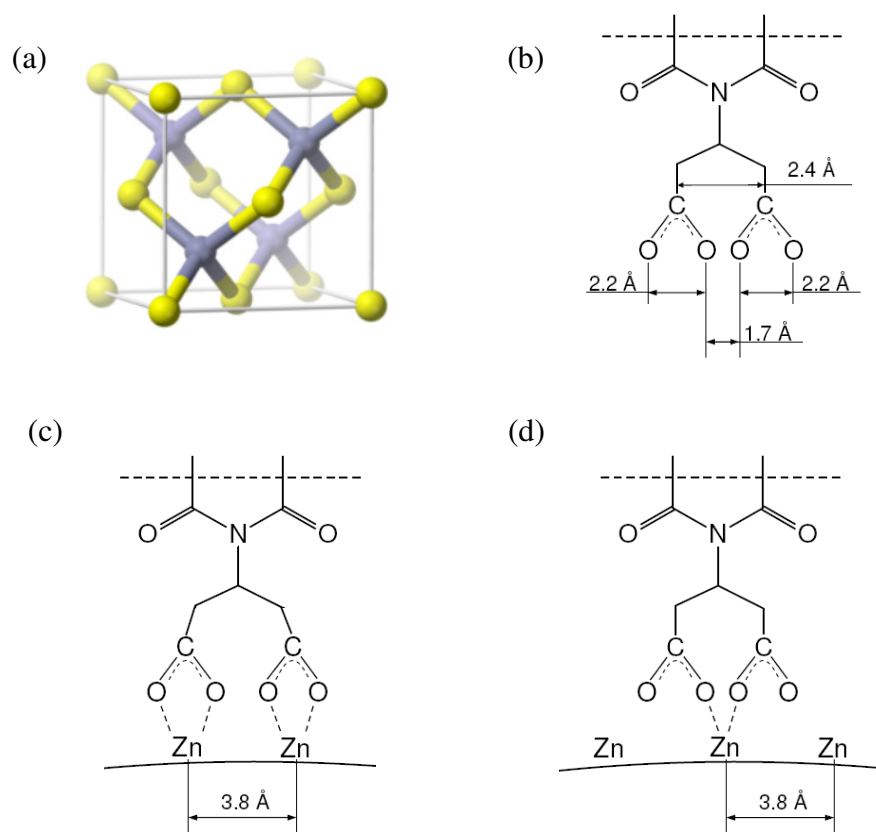 (a)
(b)
O N O
2.4 Å
C C
O O O O
2.2 Å 2.2 Å
1.7 Å
(c)
O N O
C C
O O O O
Zn Zn
3.8 Å
(d)
O N O
C C
O O O O
Zn Zn Zn
3.8 Å